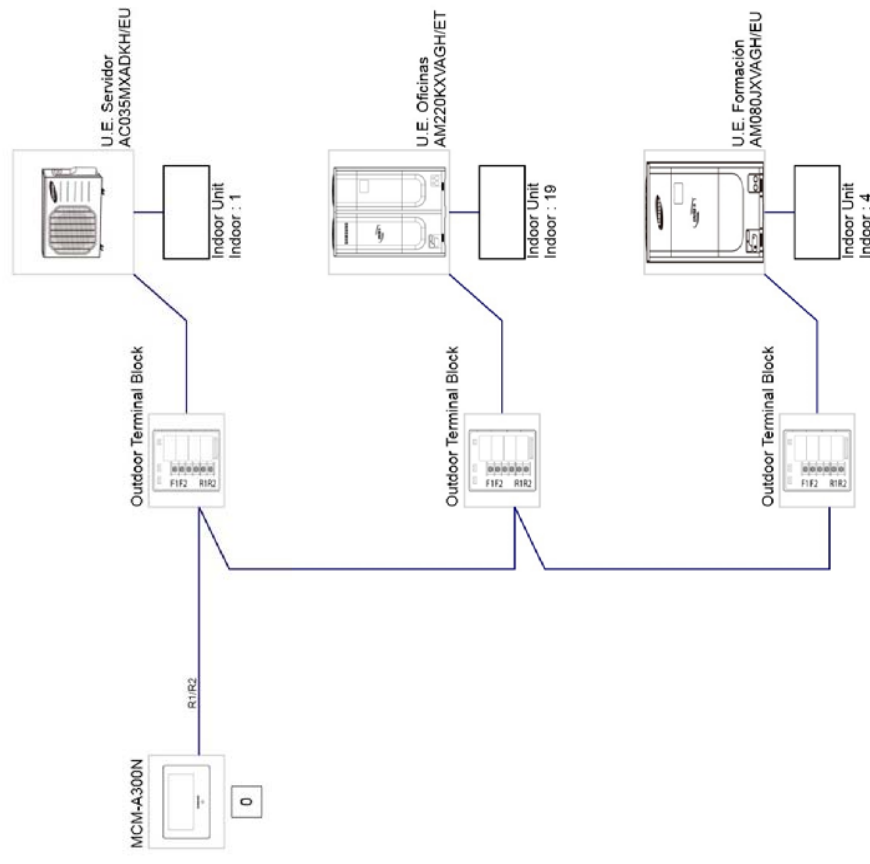 U.E. Servidor
AC035MXADKH/EU
Indoor Unit
Indoor : 1
Outdoor Terminal Block
F1F2 R1R2
U.E. Oficinas
AM220KXVAGH/ET
SAMSUNG
Indoor Unit
Indoor : 19
Outdoor Terminal Block
F1F2 R1R2
U.E. Formación
AM080JXVAGH/EU
Indoor Unit
Indoor : 4
Outdoor Terminal Block
F1F2 R1R2
R1/R2
MCM-A300N
0